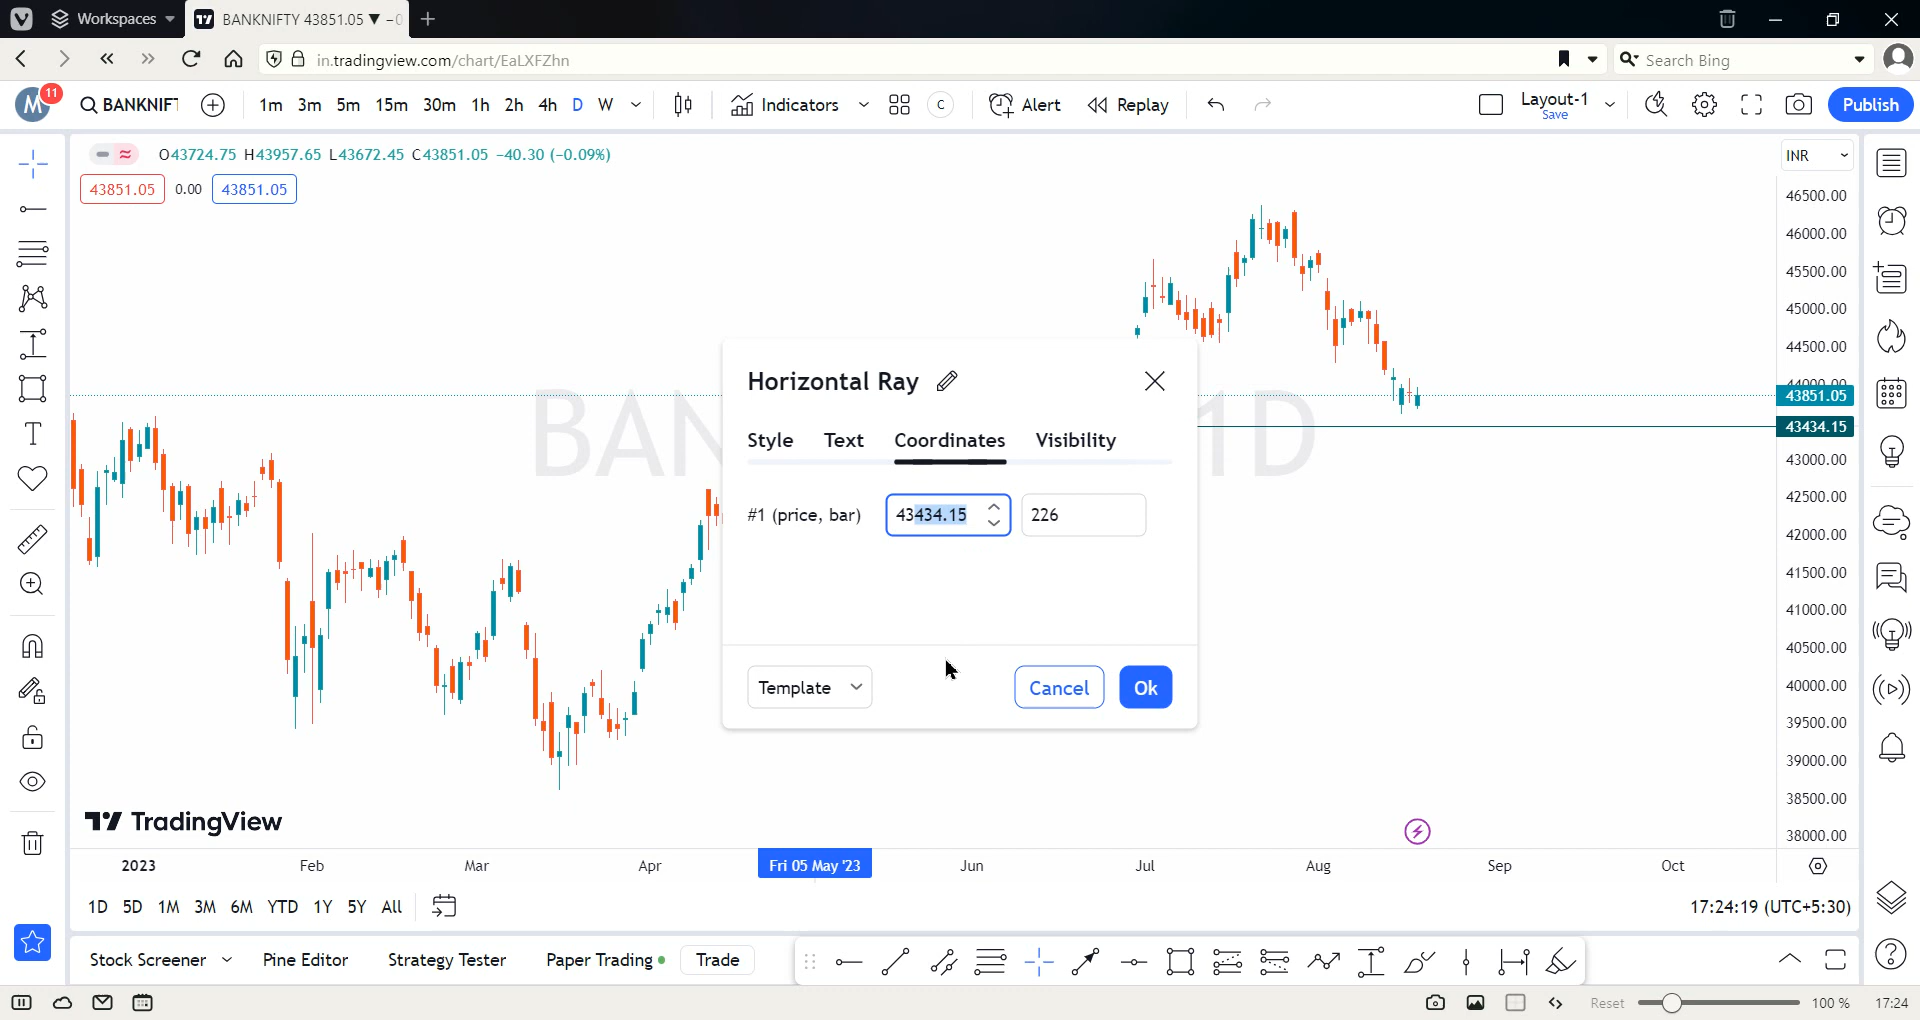 Workspaces
BANKNIFTY 43851.05 ▼ −0
in.tradingview.com/chart/EaLXFZhn
Search Bing
M 11
BANKNIFT
1m 3m 5m 15m 30m 1h 2h 4h D W
Indicators
C
Alert
Replay
Layout-1
Save
Publish
O43724.75 H43957.65 L43672.45 C43851.05 −40.30 (−0.09%)
43851.05 0.00 43851.05
INR
46500.00
46000.00
45500.00
45000.00
44500.00
44000.00
43851.05
43434.15
43000.00
42500.00
42000.00
41500.00
41000.00
40500.00
40000.00
39500.00
39000.00
38500.00
38000.00
BAN 1D
Horizontal Ray
Style Text Coordinates Visibility
#1 (price, bar) 43434.15 226
Template Cancel Ok
TradingView
2023 Feb Mar Apr Fri 05 May '23 Jun Jul Aug Sep Oct
1D 5D 1M 3M 6M YTD 1Y 5Y All
17:24:19 (UTC+5:30)
Stock Screener Pine Editor Strategy Tester Paper Trading Trade
Reset 100 % 17:24